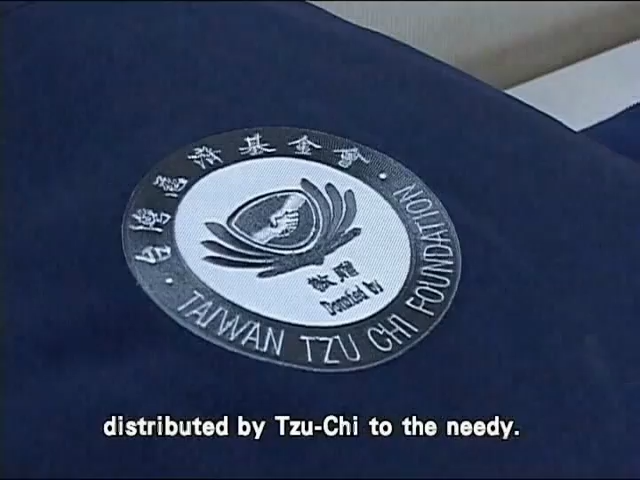 台灣慈濟基金會
敬贈
Donated by
TAIWAN TZU CHI FOUNDATION
distributed by Tzu-Chi to the needy.